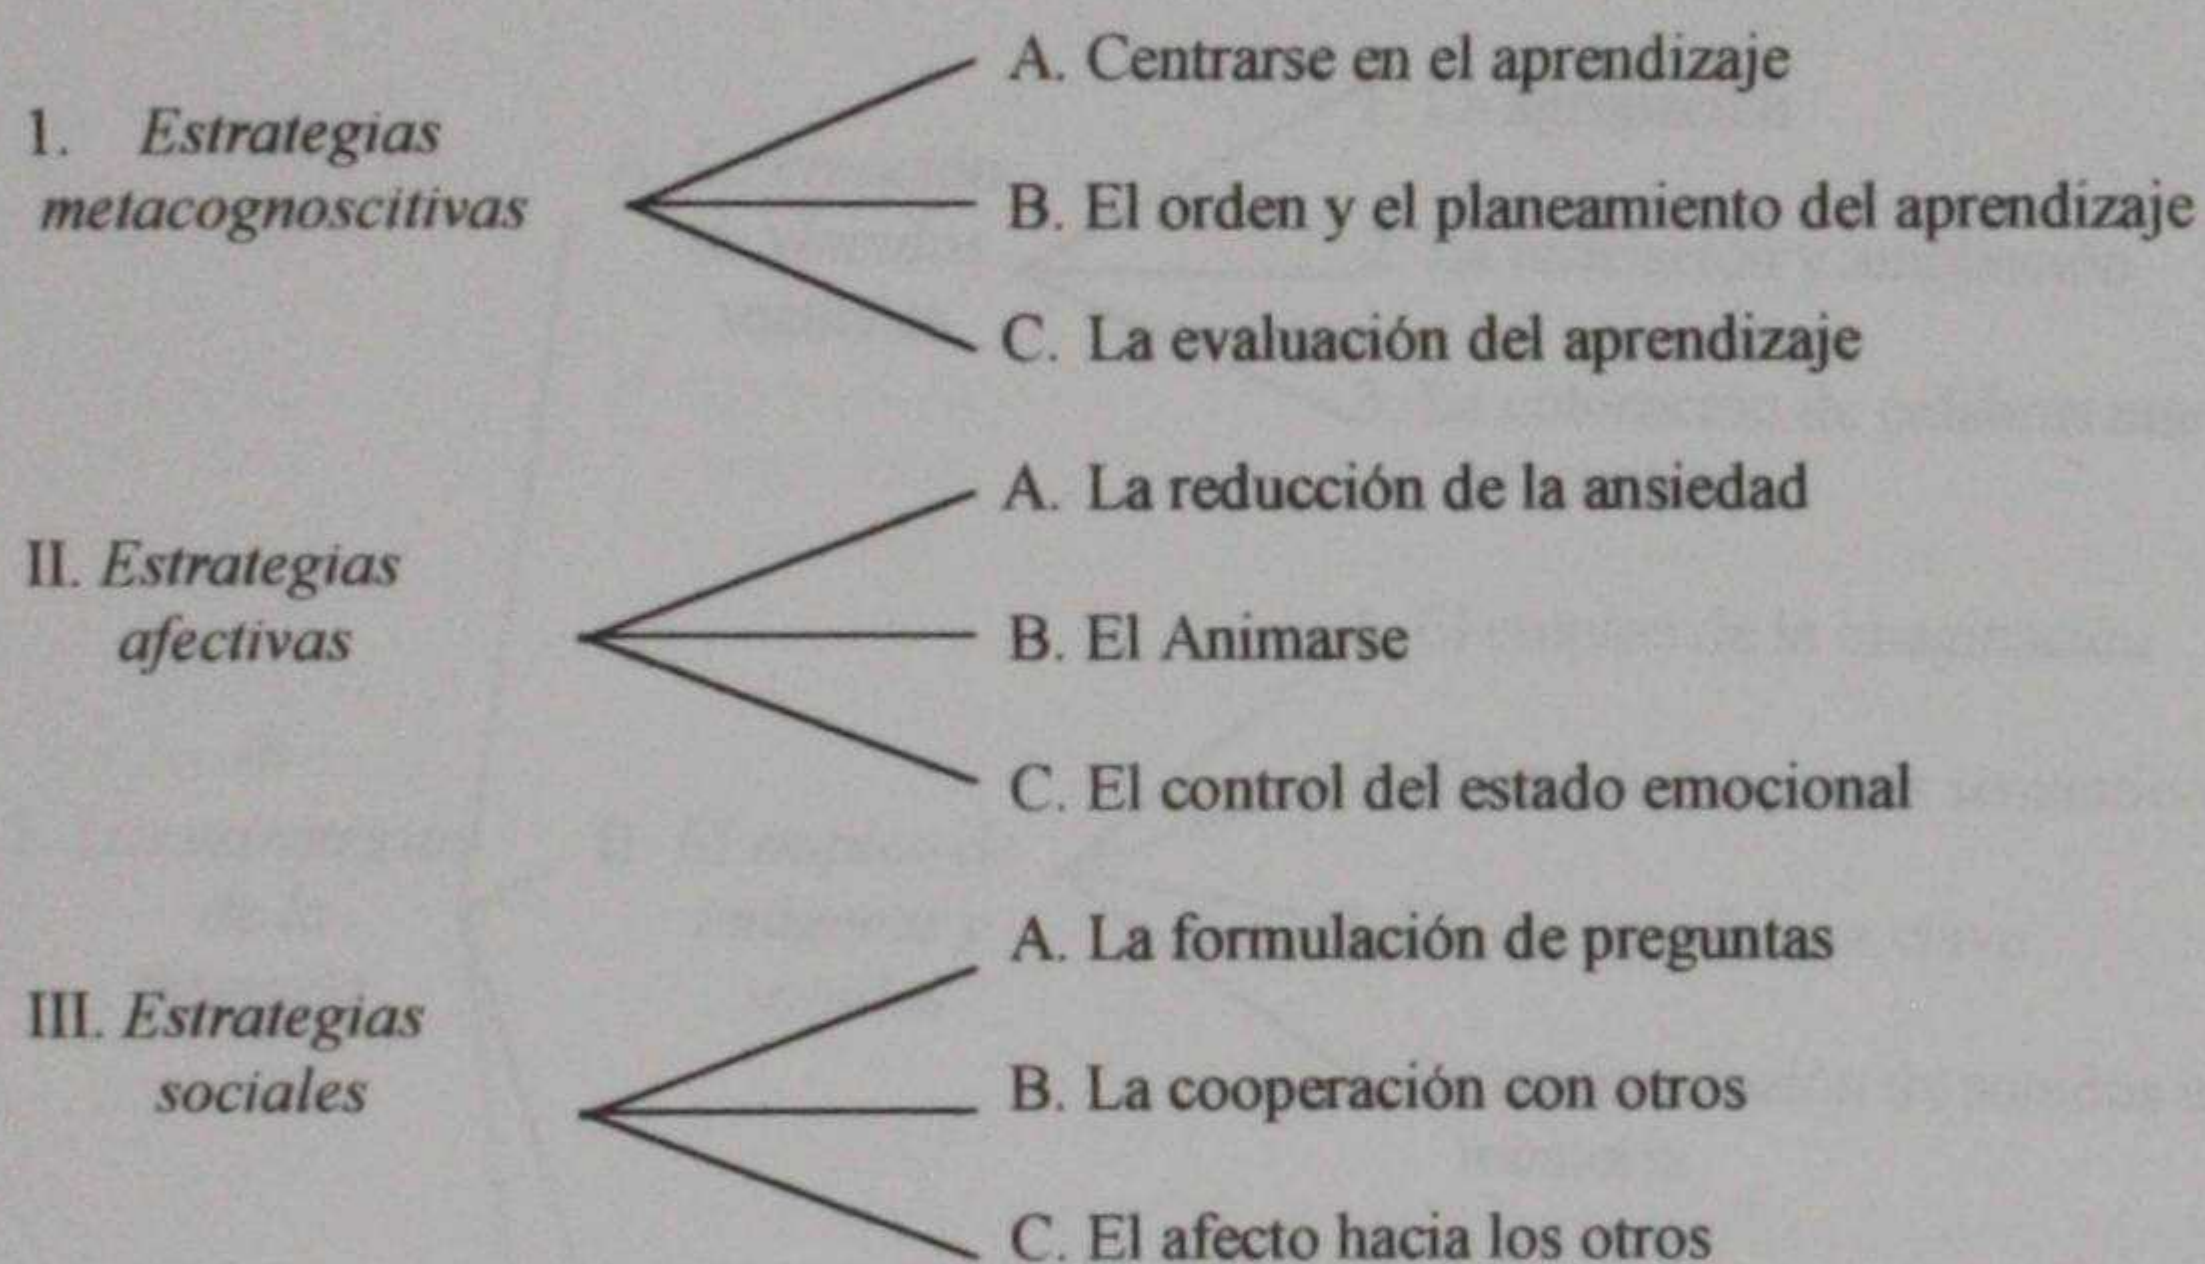 A. Centrarse en el aprendizaje
1. Estrategias
metacognoscitivas
B. El orden y el planeamiento del aprendizaje
C. La evaluación del aprendizaje
A. La reducción de la ansiedad
II. Estrategias
afectivas
B. El Animarse
C. El control del estado emocional
A. La formulación de preguntas
III. Estrategias
sociales
B. La cooperación con otros
C. El afecto hacia los otros